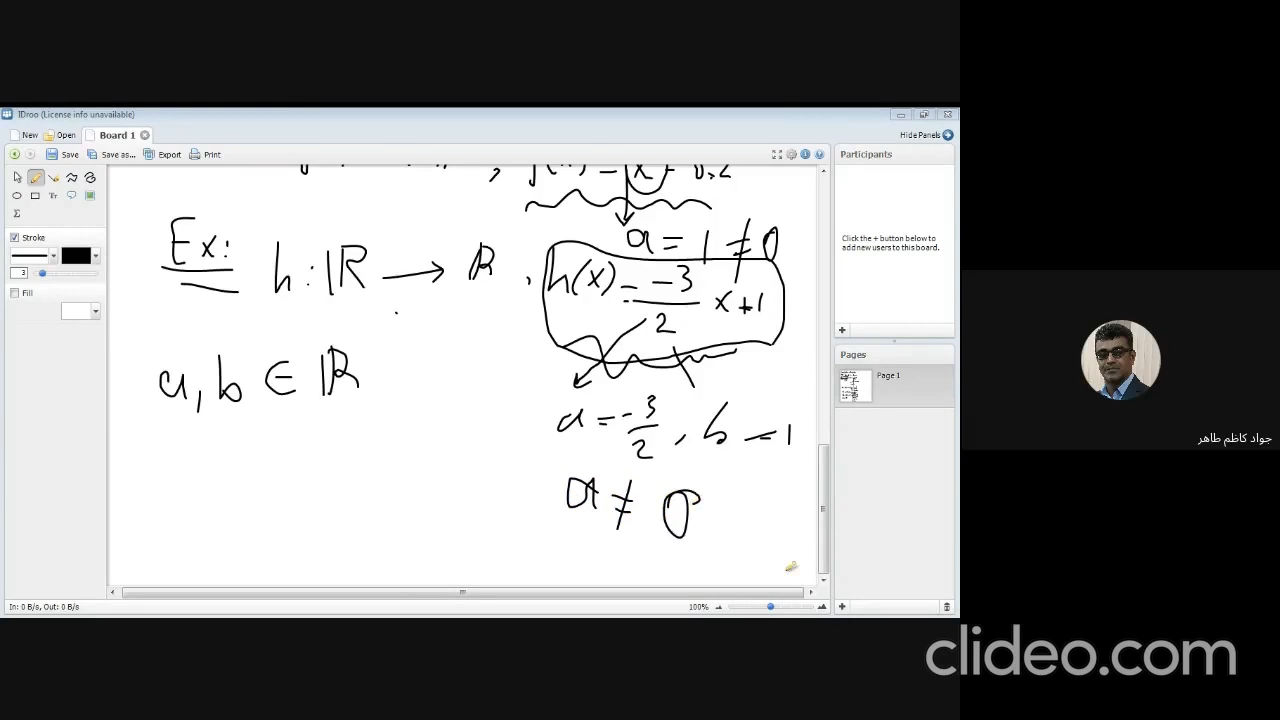 IDroo (License info unavailable)
New Open Board 1 Hide Panels
Save Save as... Export Print
Participants
Click the + button below to
add new users to this board.
Pages
Page 1
Stroke
3
Fill
a = 1 ≠ 0
Ex: h : ℝ → ℝ , h(x) = -3/2 x+1
a, b ∈ ℝ
a = -3/2 , b = 1
a ≠ 0
In: 0 B/s, Out: 0 B/s
100%
جواد كاظم طاهر
clideo.com